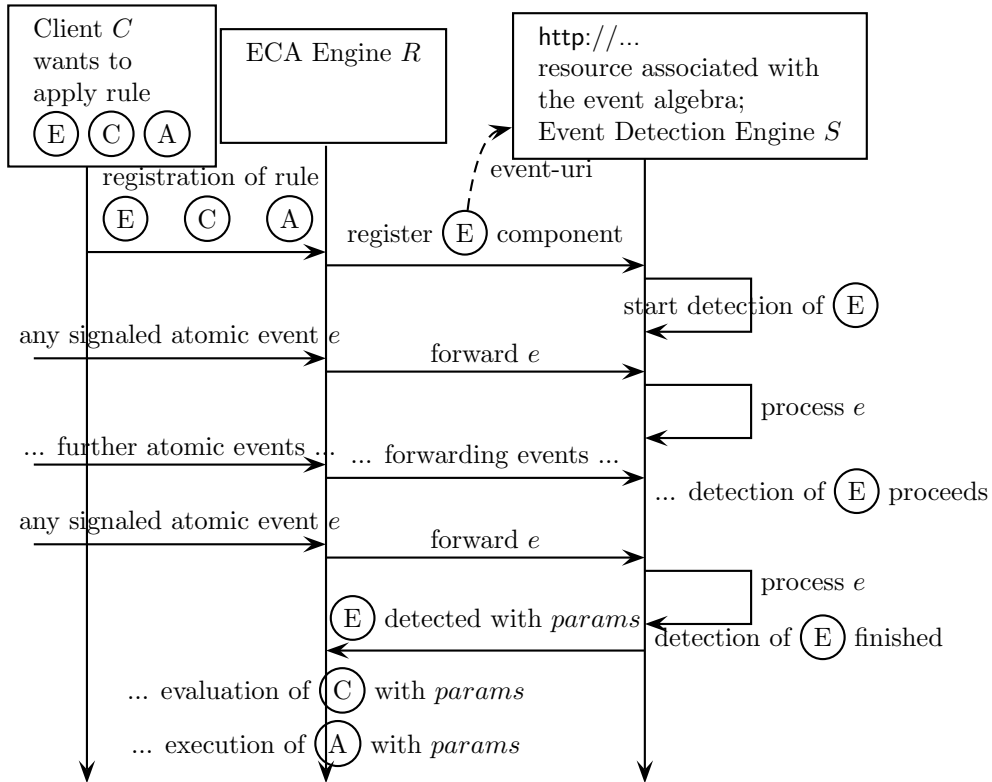 Client C
wants to
apply rule
E C A
ECA Engine R
http://...
resource associated with
the event algebra;
Event Detection Engine S
event-uri
registration of rule
E C A
register E component
start detection of E
any signaled atomic event e
forward e
process e
... further atomic events ...
... forwarding events ...
... detection of E proceeds
any signaled atomic event e
forward e
process e
E detected with params
detection of E finished
... evaluation of C with params
... execution of A with params